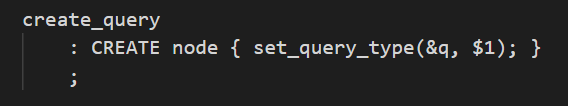 create_query
    : CREATE node { set_query_type(&q, $1); }
    ;